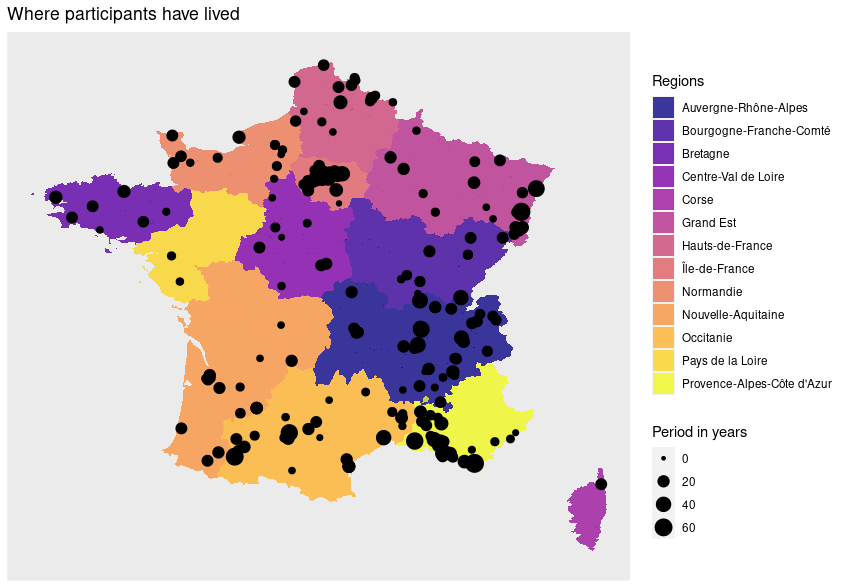 Where participants have lived
Regions
Auvergne-Rhône-Alpes
Bourgogne-Franche-Comté
Bretagne
Centre-Val de Loire
Corse
Grand Est
Hauts-de-France
Île-de-France
Normandie
Nouvelle-Aquitaine
Occitanie
Pays de la Loire
Provence-Alpes-Côte d'Azur
Period in years
0
20
40
60